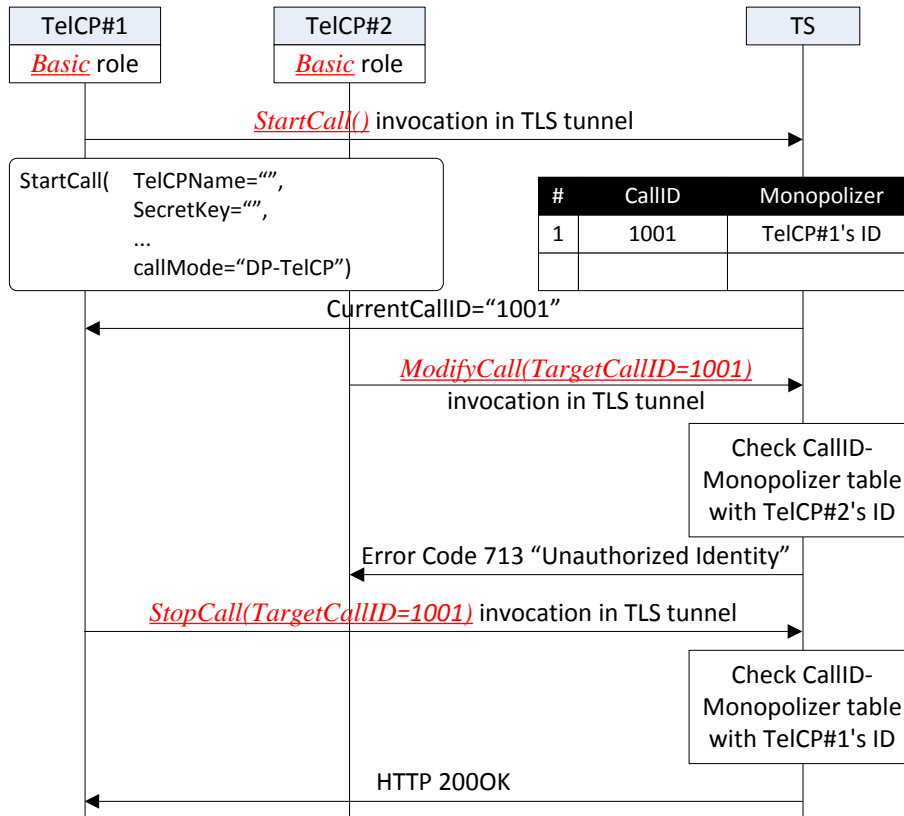 TelCP#1
Basic role
TelCP#2
Basic role
TS
StartCall() invocation in TLS tunnel
StartCall( TelCPName="",
SecretKey="",
...
callMode="DP-TelCP")
# CallID Monopolizer
1 1001 TelCP#1's ID
CurrentCallID="1001"
ModifyCall(TargetCallID=1001)
invocation in TLS tunnel
Check CallID-
Monopolizer table
with TelCP#2's ID
Error Code 713 "Unauthorized Identity"
StopCall(TargetCallID=1001) invocation in TLS tunnel
Check CallID-
Monopolizer table
with TelCP#1's ID
HTTP 200OK